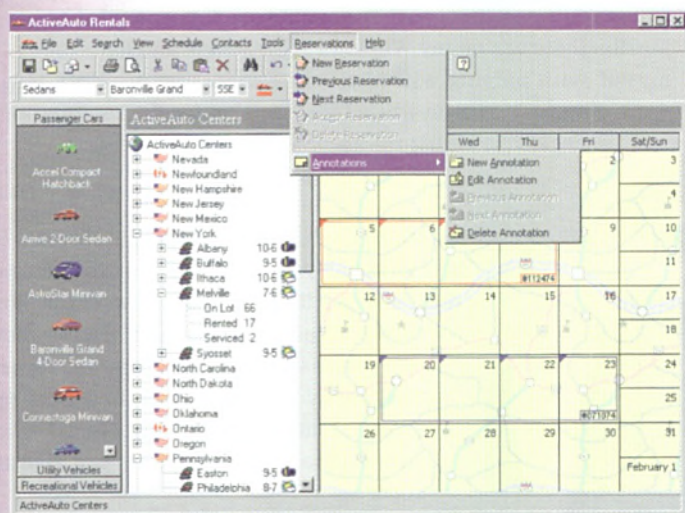 ActiveAuto Rentals
File Edit Search View Schedule Contacts Tools Reservations Help
New Reservation
Previous Reservation
Next Reservation
Accept Reservation
Delete Reservation
Annotations
New Annotation
Edit Annotation
Previous Annotation
Next Annotation
Delete Annotation
Sedans
Baronville Grand
SSE
Passenger Cars
Accel Compact
Hatchback
Arrive 2-Door Sedan
AstroStar Minivan
Baronville Grand
4-Door Sedan
Connastoga Minivan
Utility Vehicles
Recreational Vehicles
ActiveAuto Centers
ActiveAuto Centers
Nevada
Newfoundland
New Hampshire
New Jersey
New Mexico
New York
Albany 10-6
Buffalo 9-5
Ithaca 10-6
Melville 7-6
On Lot 66
Rented 17
Serviced 2
Syosset 9-5
North Carolina
North Dakota
Ohio
Oklahoma
Ontario
Oregon
Pennsylvania
Easton 9-5
Philadelphia 8-7
Wed Thu Fri Sat/Sun
2 3
4
5 6 9 10
11
#112474
12 13 14 15 16 17
18
19 20 21 22 23 24
25
#071074
26 27 28 29 30 31
February 1
ActiveAuto Centers